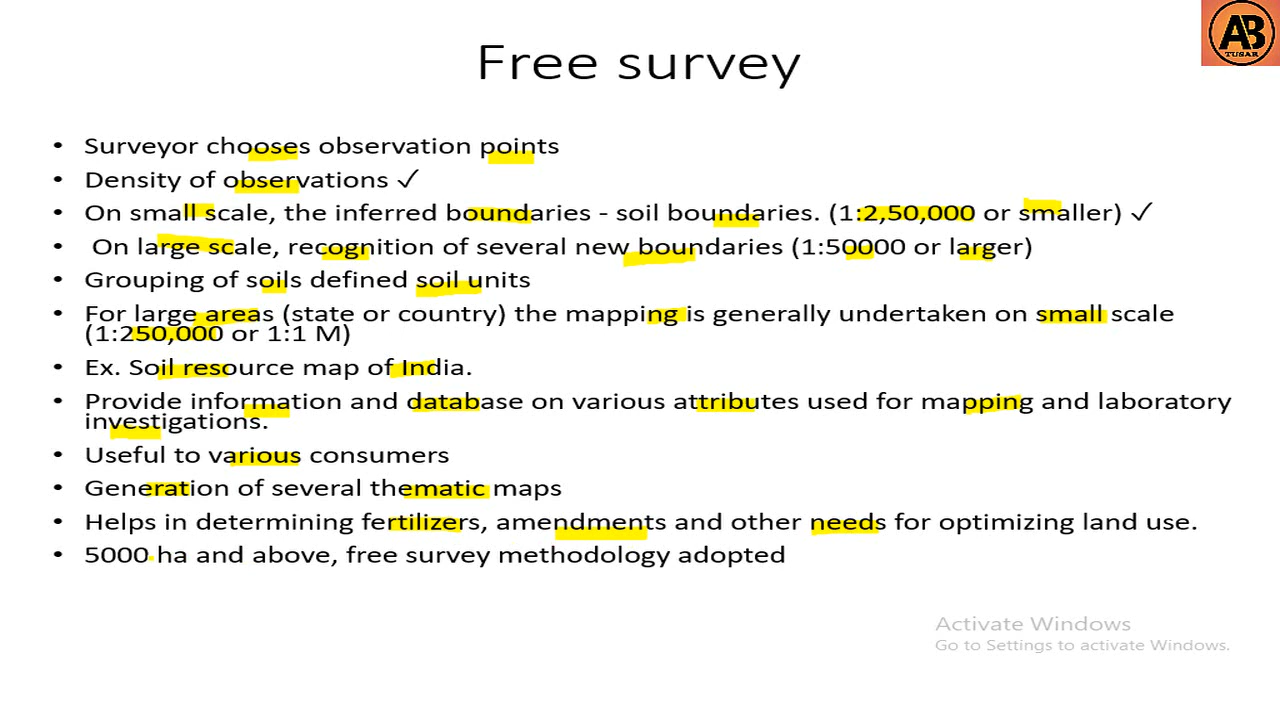 AB
TUSAR
Free survey
• Surveyor chooses observation points
• Density of observations ✓
• On small scale, the inferred boundaries - soil boundaries. (1:2,50,000 or smaller) ✓
• On large scale, recognition of several new boundaries (1:50000 or larger)
• Grouping of soils defined soil units
• For large areas (state or country) the mapping is generally undertaken on small scale
(1:250,000 or 1:1 M)
• Ex. Soil resource map of India.
• Provide information and database on various attributes used for mapping and laboratory
investigations.
• Useful to various consumers
• Generation of several thematic maps
• Helps in determining fertilizers, amendments and other needs for optimizing land use.
• 5000 ha and above, free survey methodology adopted
Activate Windows
Go to Settings to activate Windows.